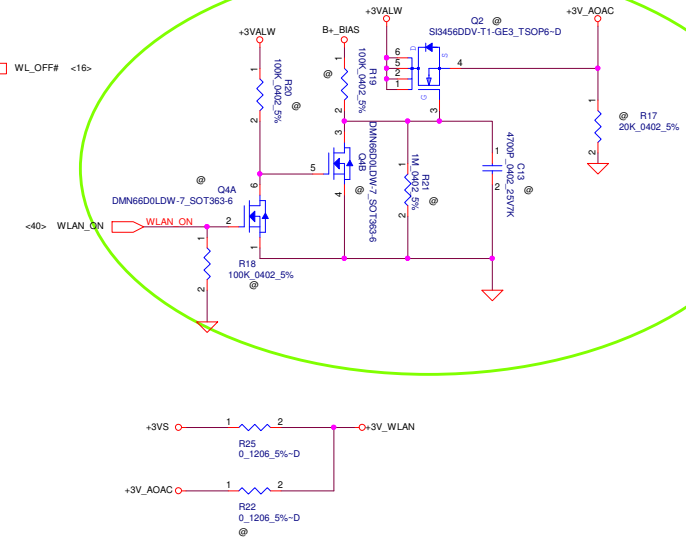 +3VALW
Q2 @
+3V_AOAC
SI3456DDV-T1-GE3_TSOP6~D
+3VALW
B+_BIAS
WL_OFF# <16>
1
R20
100K_0402_5%
@
2
1
R19
100K_0402_5%
@
2
6
5
2
1
D
S
G
4
3
1
@ R17
20K_0402_5%
2
3
DMN66D0LDW-7_SOT363-6
Q4B
@
5
4
1
R21
1M_0402_5%
@
2
1
C13
4700P_0402_25V7K
@
2
@
Q4A
6
DMN66D0LDW-7_SOT363-6
<40> WLAN_ON
WLAN_ON
2
1
1
R18
100K_0402_5%
@
2
+3VS
1
2
+3V_WLAN
R25
0_1206_5%~D
+3V_AOAC
1
2
R22
0_1206_5%~D
@